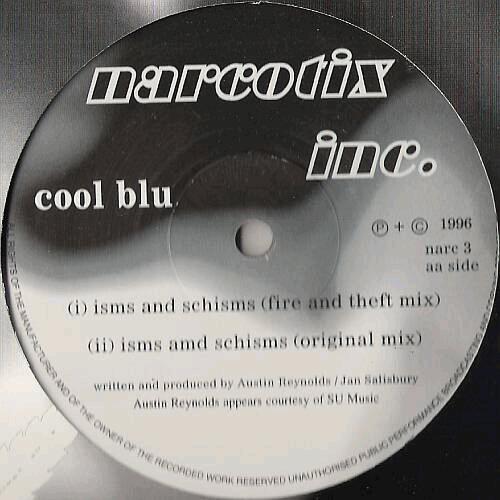 narcotix
inc.
cool blu
℗ + © 1996
narc 3
aa side
(i) isms and schisms (fire and theft mix)
(ii) isms amd schisms (original mix)
written and produced by Austin Reynolds / Jan Salisbury
Austin Reynolds appears courtesy of SU Music
ALL RIGHTS OF THE MANUFACTURER AND OF THE OWNER OF THE RECORDED WORK RESERVED UNAUTHORISED PUBLIC PERFORMANCE BROADCASTING